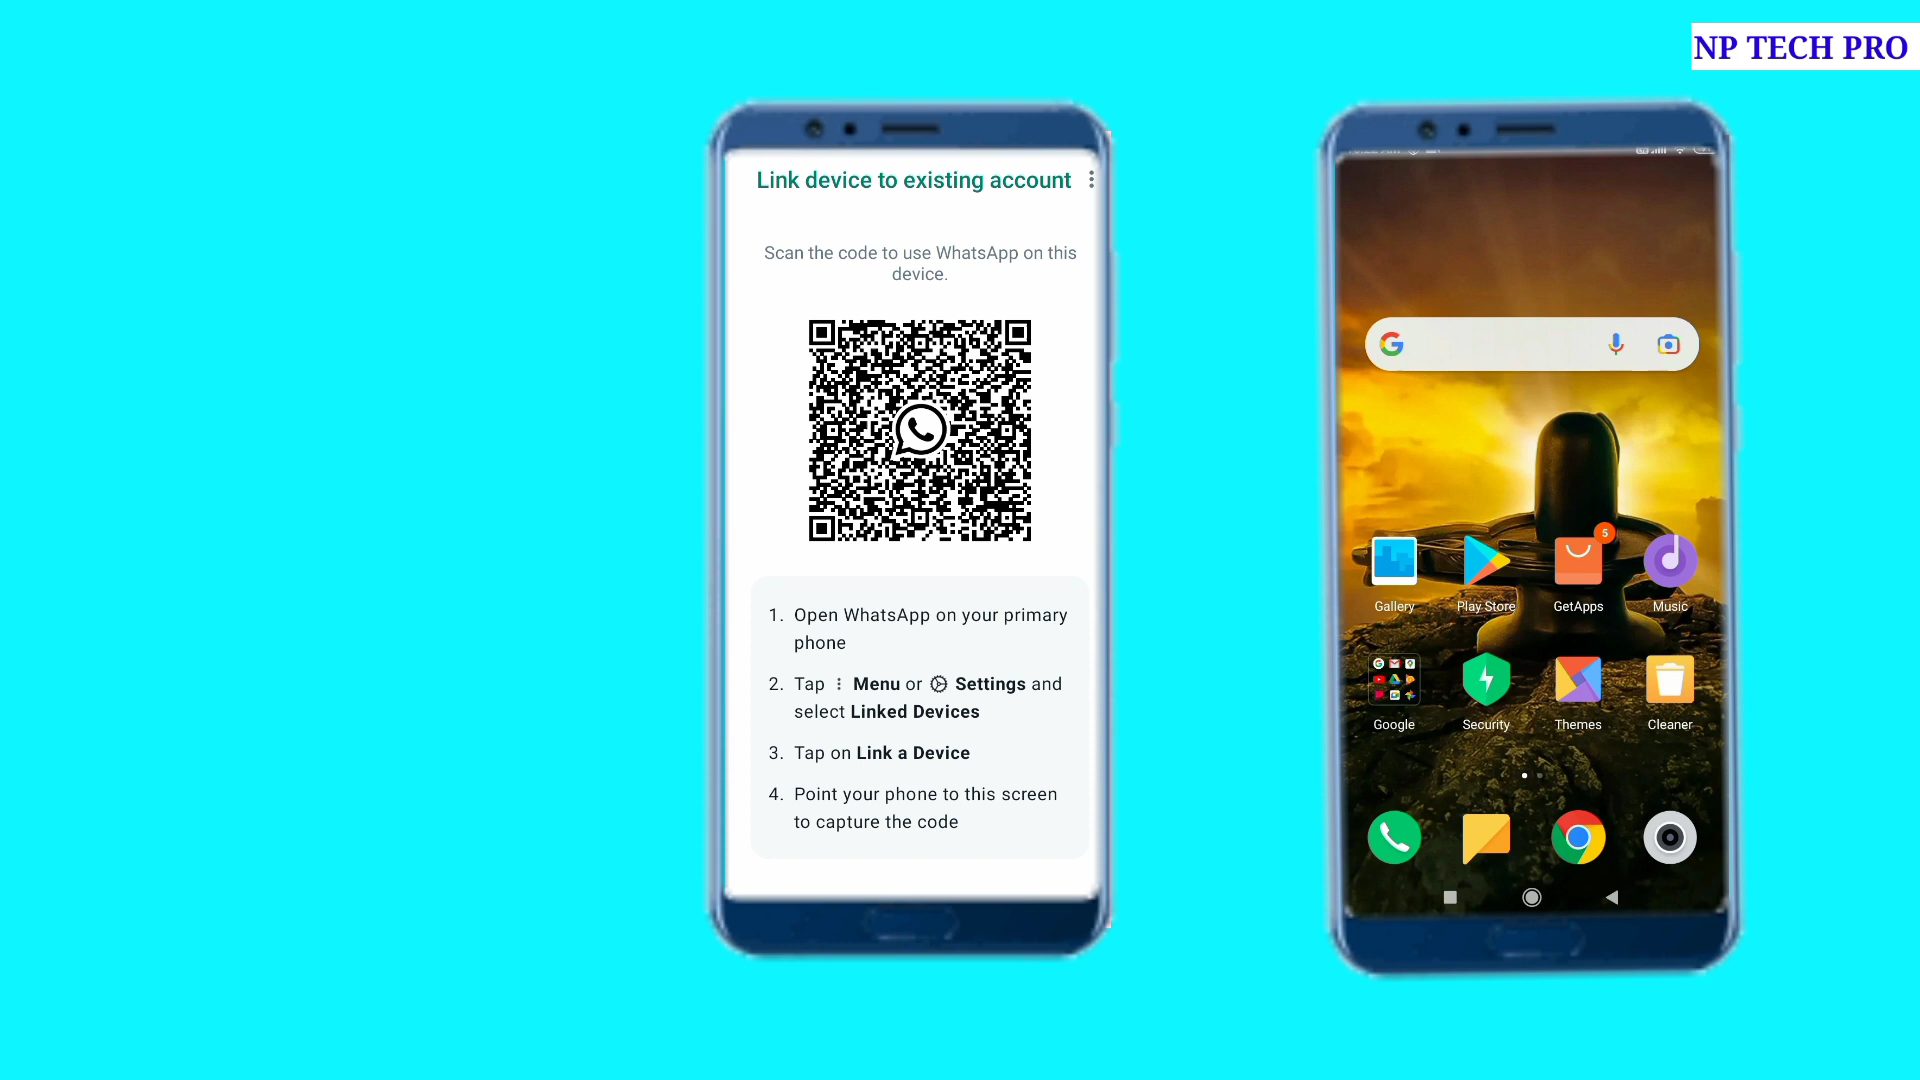 NP TECH PRO
Link device to existing account
Scan the code to use WhatsApp on this
device.
1. Open WhatsApp on your primary
phone
2. Tap Menu or Settings and
select Linked Devices
3. Tap on Link a Device
4. Point your phone to this screen
to capture the code
5
Gallery Play Store GetApps Music
Google Security Themes Cleaner